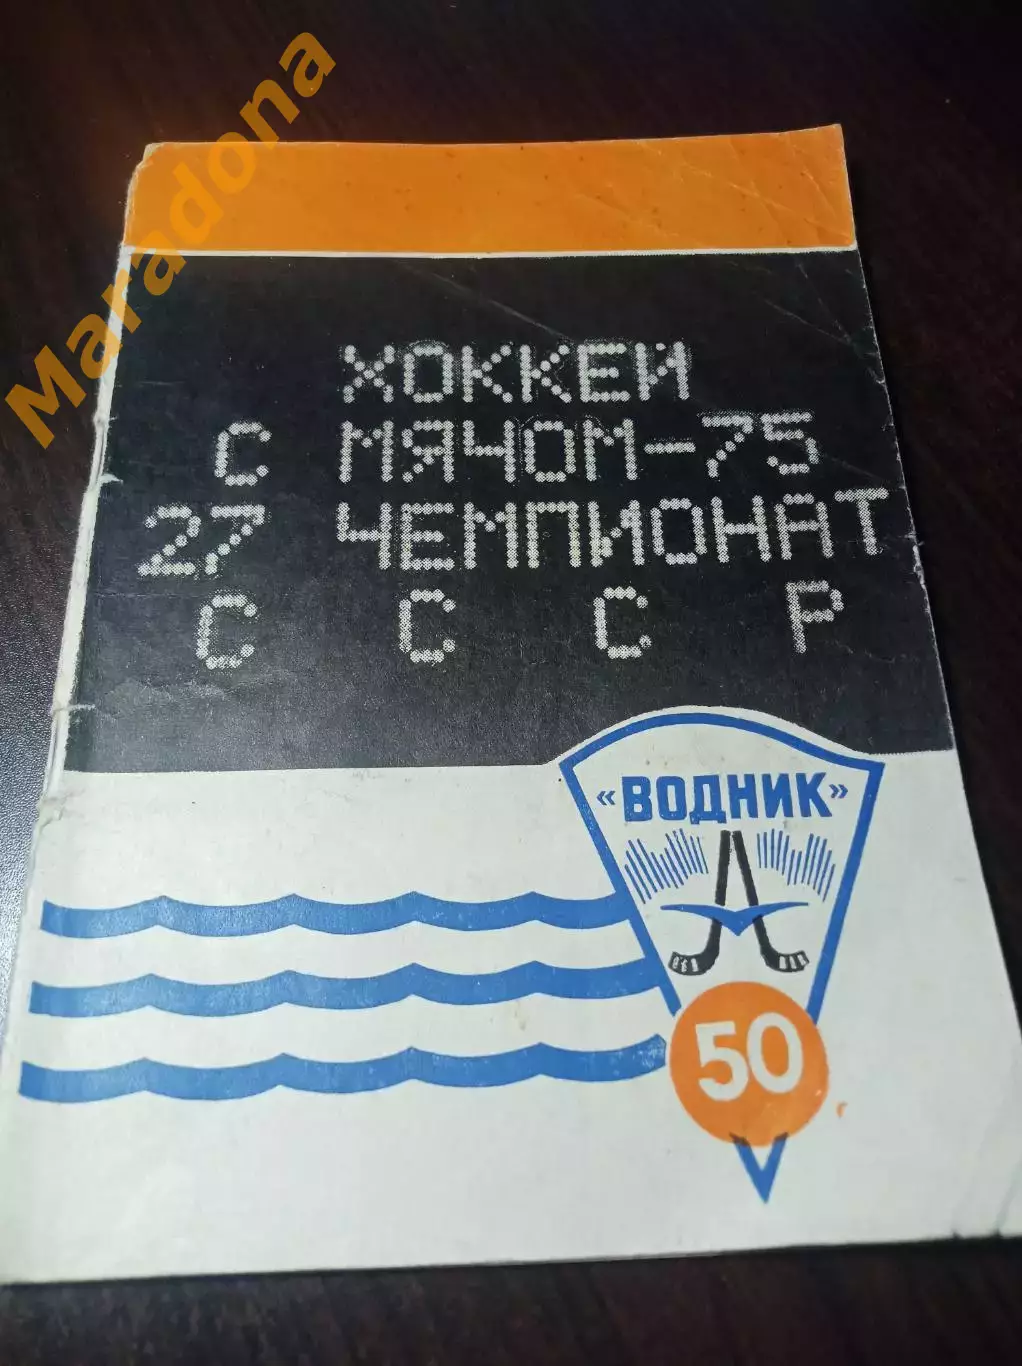 Maradona
ХОККЕЙ
С МЯЧОМ-75
27 ЧЕМПИОНАТ
С С С Р
«ВОДНИК»
50